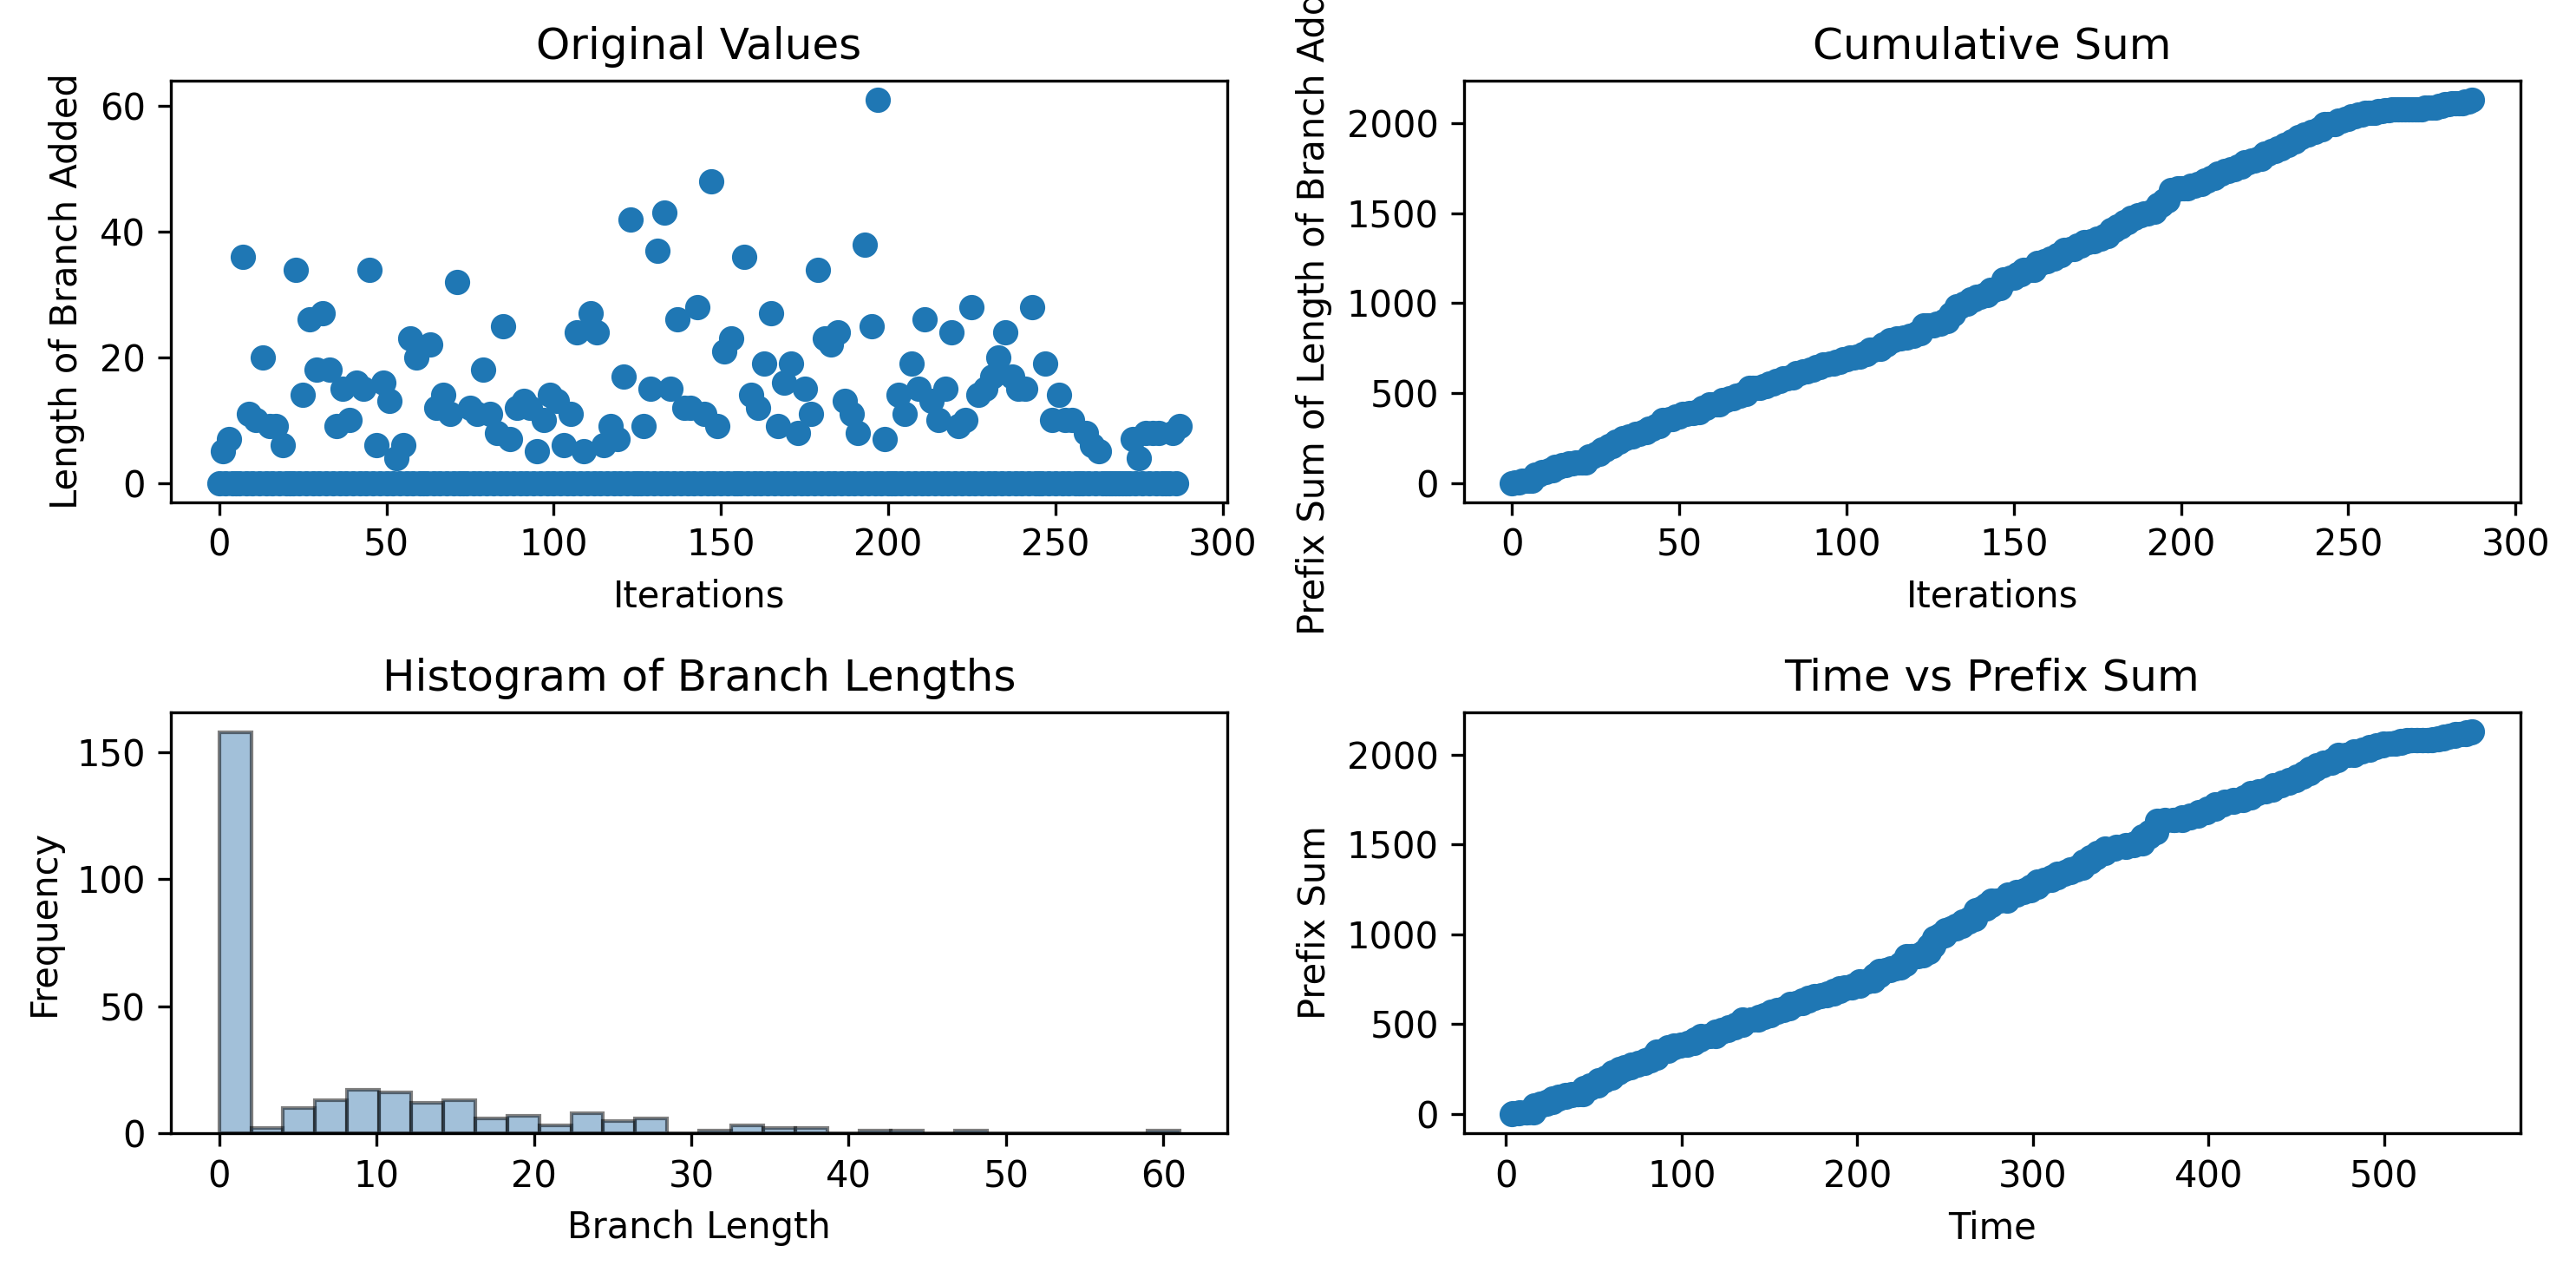 Original Values
Length of Branch Added
60
40
20
0
0 50 100 150 200 250 300
Iterations
Cumulative Sum
Prefix Sum of Length of Branch
2000
1500
1000
500
0
0 50 100 150 200 250 300
Iterations
Histogram of Branch Lengths
Frequency
150
100
50
0
0 10 20 30 40 50 60
Branch Length
Time vs Prefix Sum
Prefix Sum
2000
1500
1000
500
0
0 100 200 300 400 500
Time